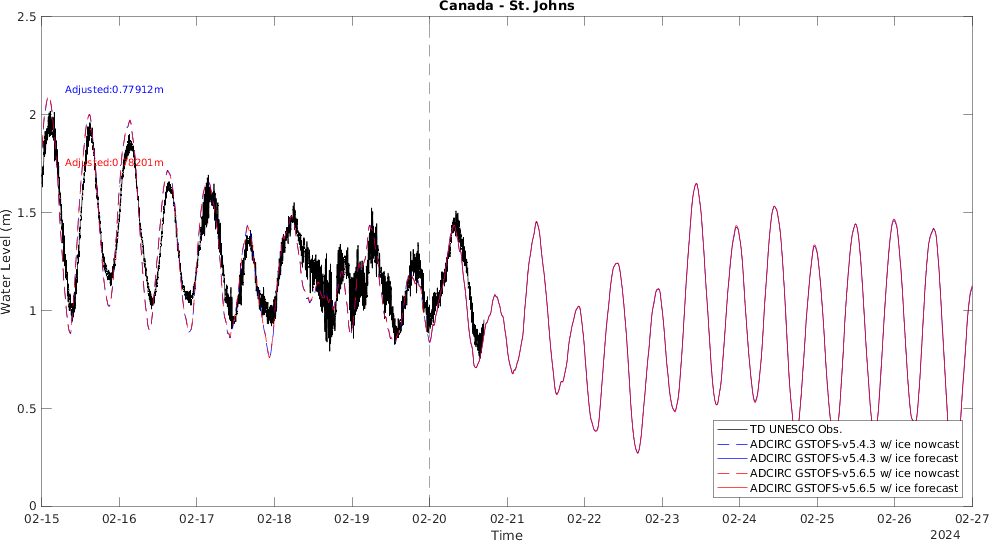 Canada - St. Johns
2.5
2
1.5
1
0.5
0
Water Level (m)
Adjusted:0.77912m
Adjusted:0.78201m
TD UNESCO Obs.
ADCIRC GSTOFS-v5.4.3 w/ ice nowcast
ADCIRC GSTOFS-v5.4.3 w/ ice forecast
ADCIRC GSTOFS-v5.6.5 w/ ice nowcast
ADCIRC GSTOFS-v5.6.5 w/ ice forecast
02-15 02-16 02-17 02-18 02-19 02-20 02-21 02-22 02-23 02-24 02-25 02-26 02-27
Time
2024